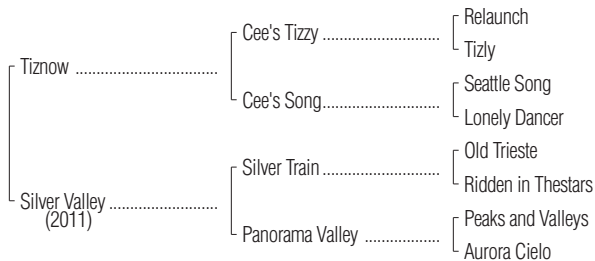 Relaunch
Cee's Tizzy ........................
Tizly
Tiznow .............................
Seattle Song
Cee's Song........................
Lonely Dancer
Old Trieste
Silver Train........................
Ridden in Thestars
Silver Valley ......................
(2011)
Peaks and Valleys
Panorama Valley ...............
Aurora Cielo